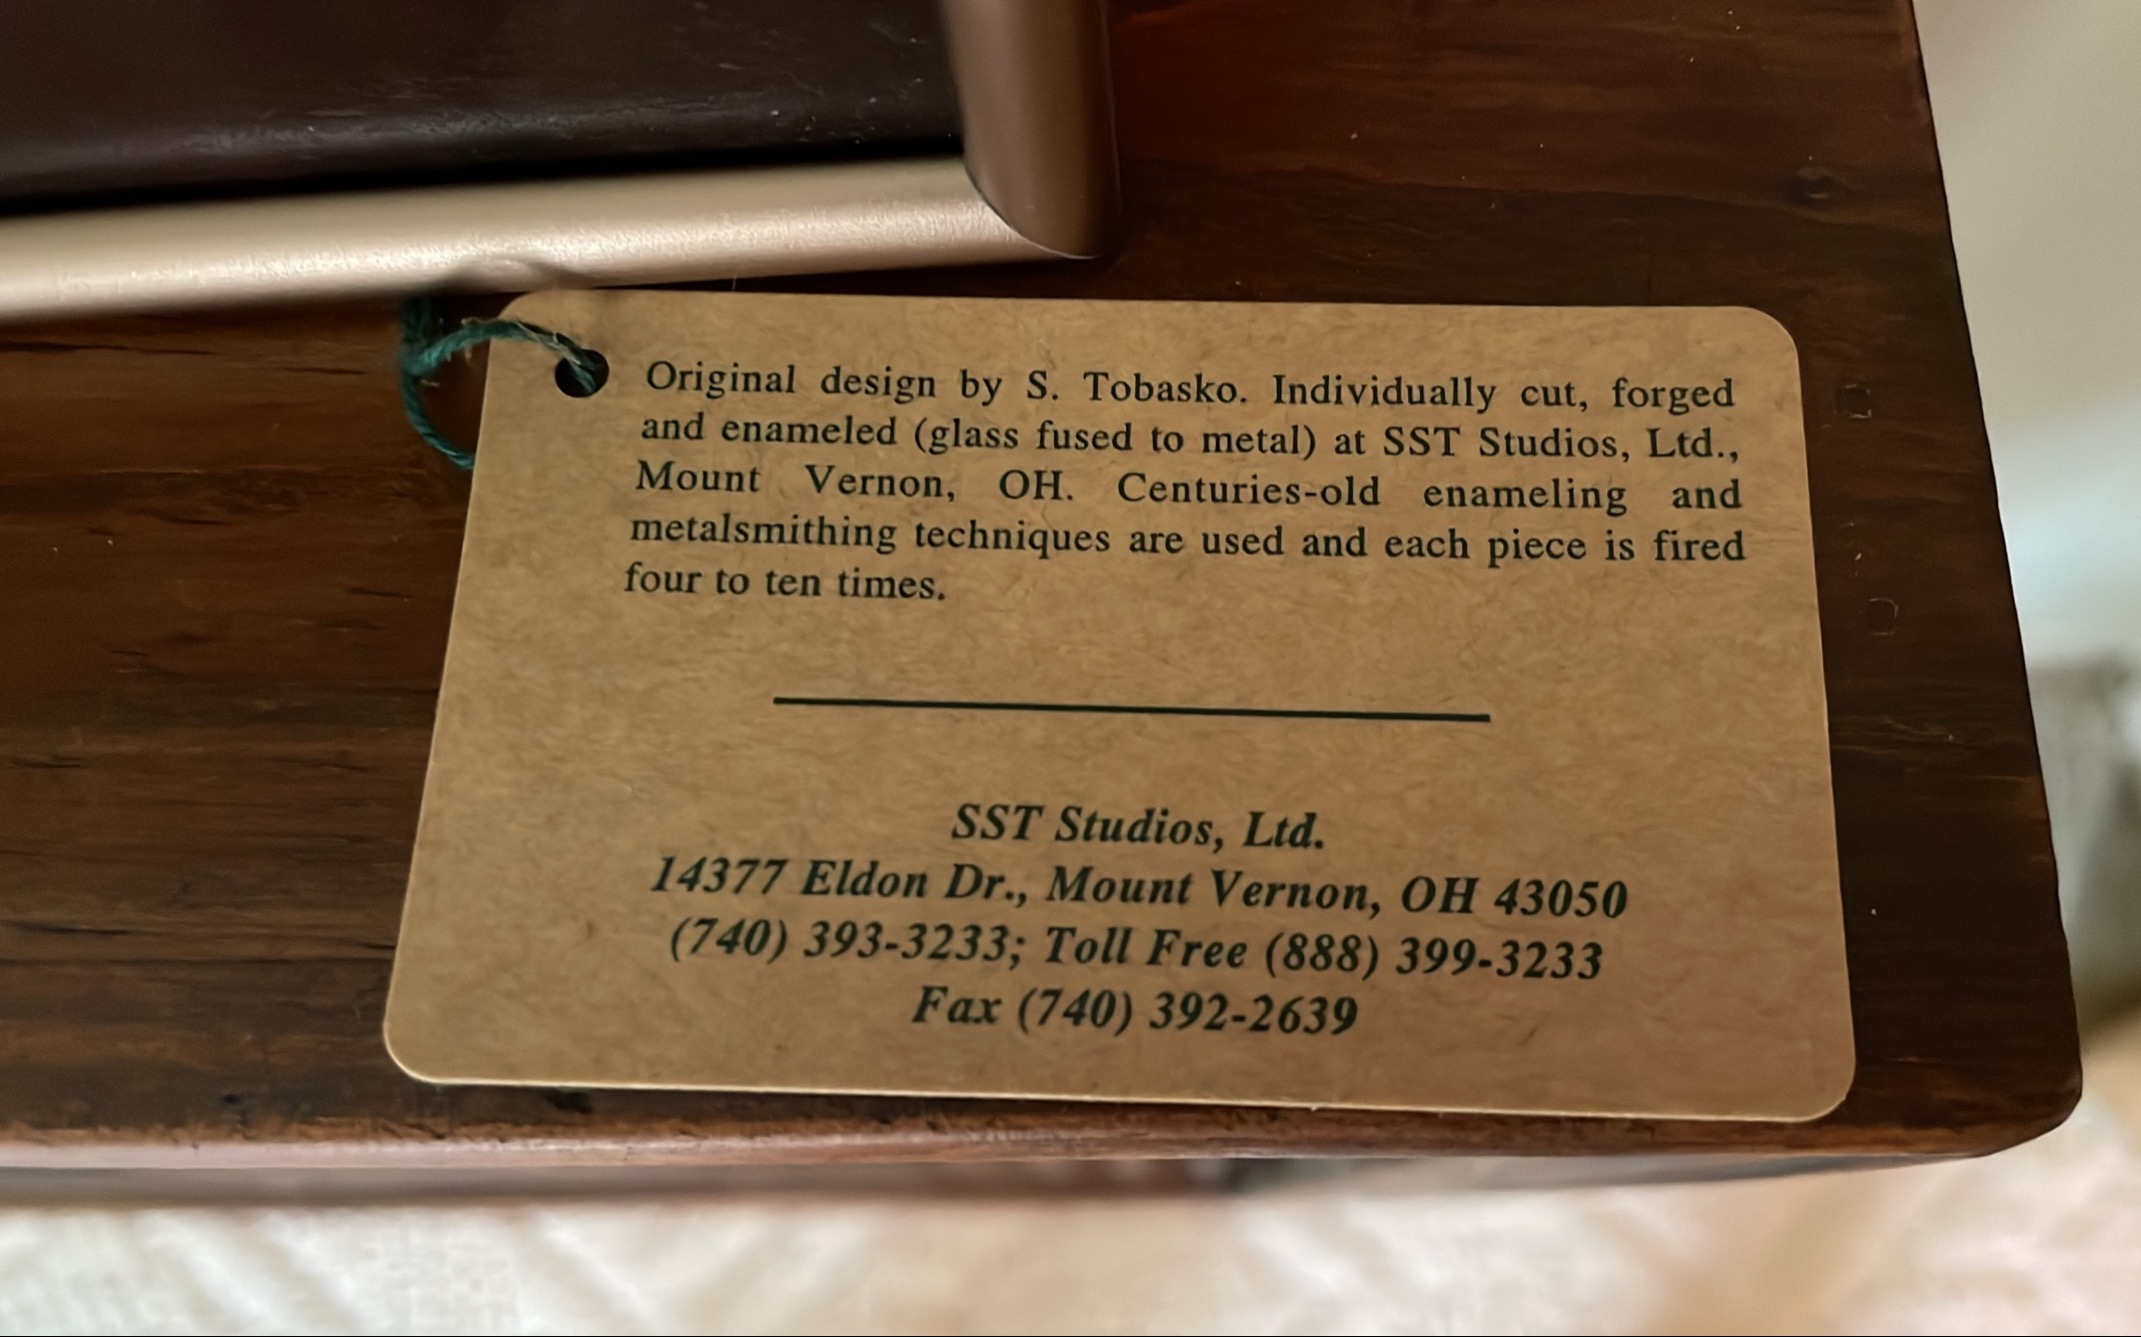 Original design by S. Tobasko. Individually cut, forged
and enameled (glass fused to metal) at SST Studios, Ltd.,
Mount Vernon, OH. Centuries-old enameling and
metalsmithing techniques are used and each piece is fired
four to ten times.
SST Studios, Ltd.
14377 Eldon Dr., Mount Vernon, OH 43050
(740) 393-3233; Toll Free (888) 399-3233
Fax (740) 392-2639